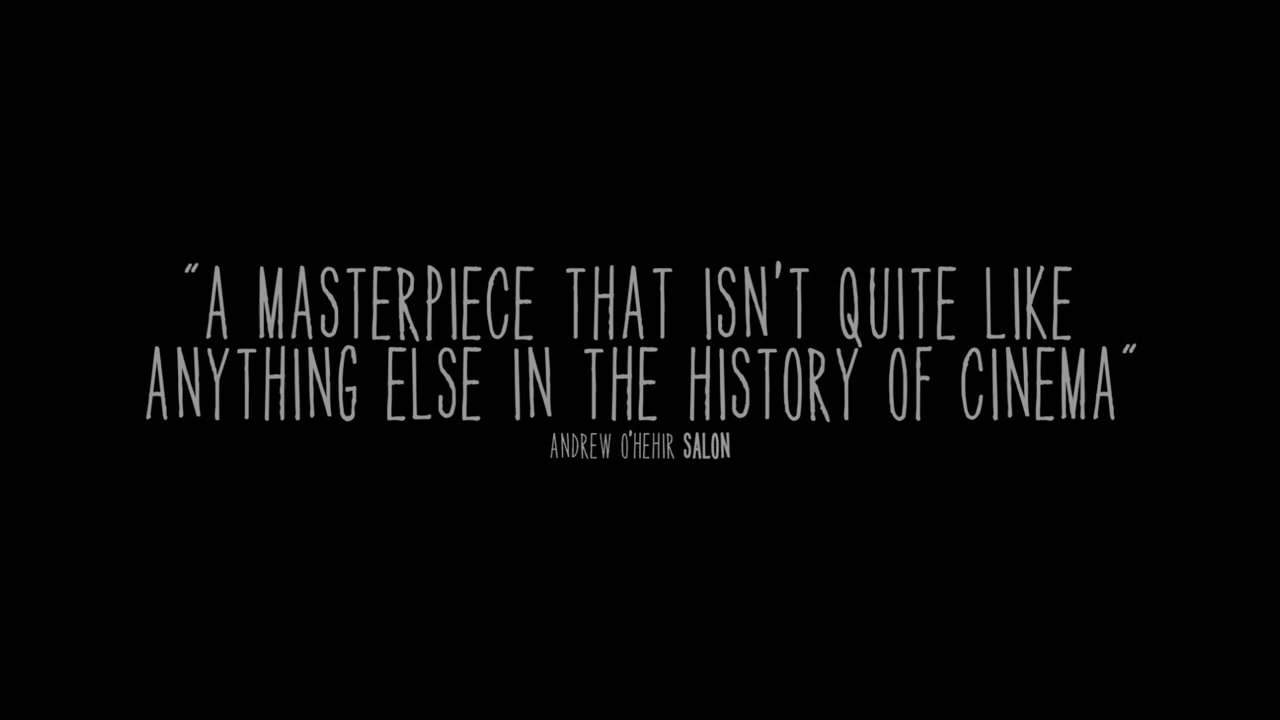 “A MASTERPIECE THAT ISN'T QUITE LIKE
ANYTHING ELSE IN THE HISTORY OF CINEMA”
ANDREW O'HEHIR SALON